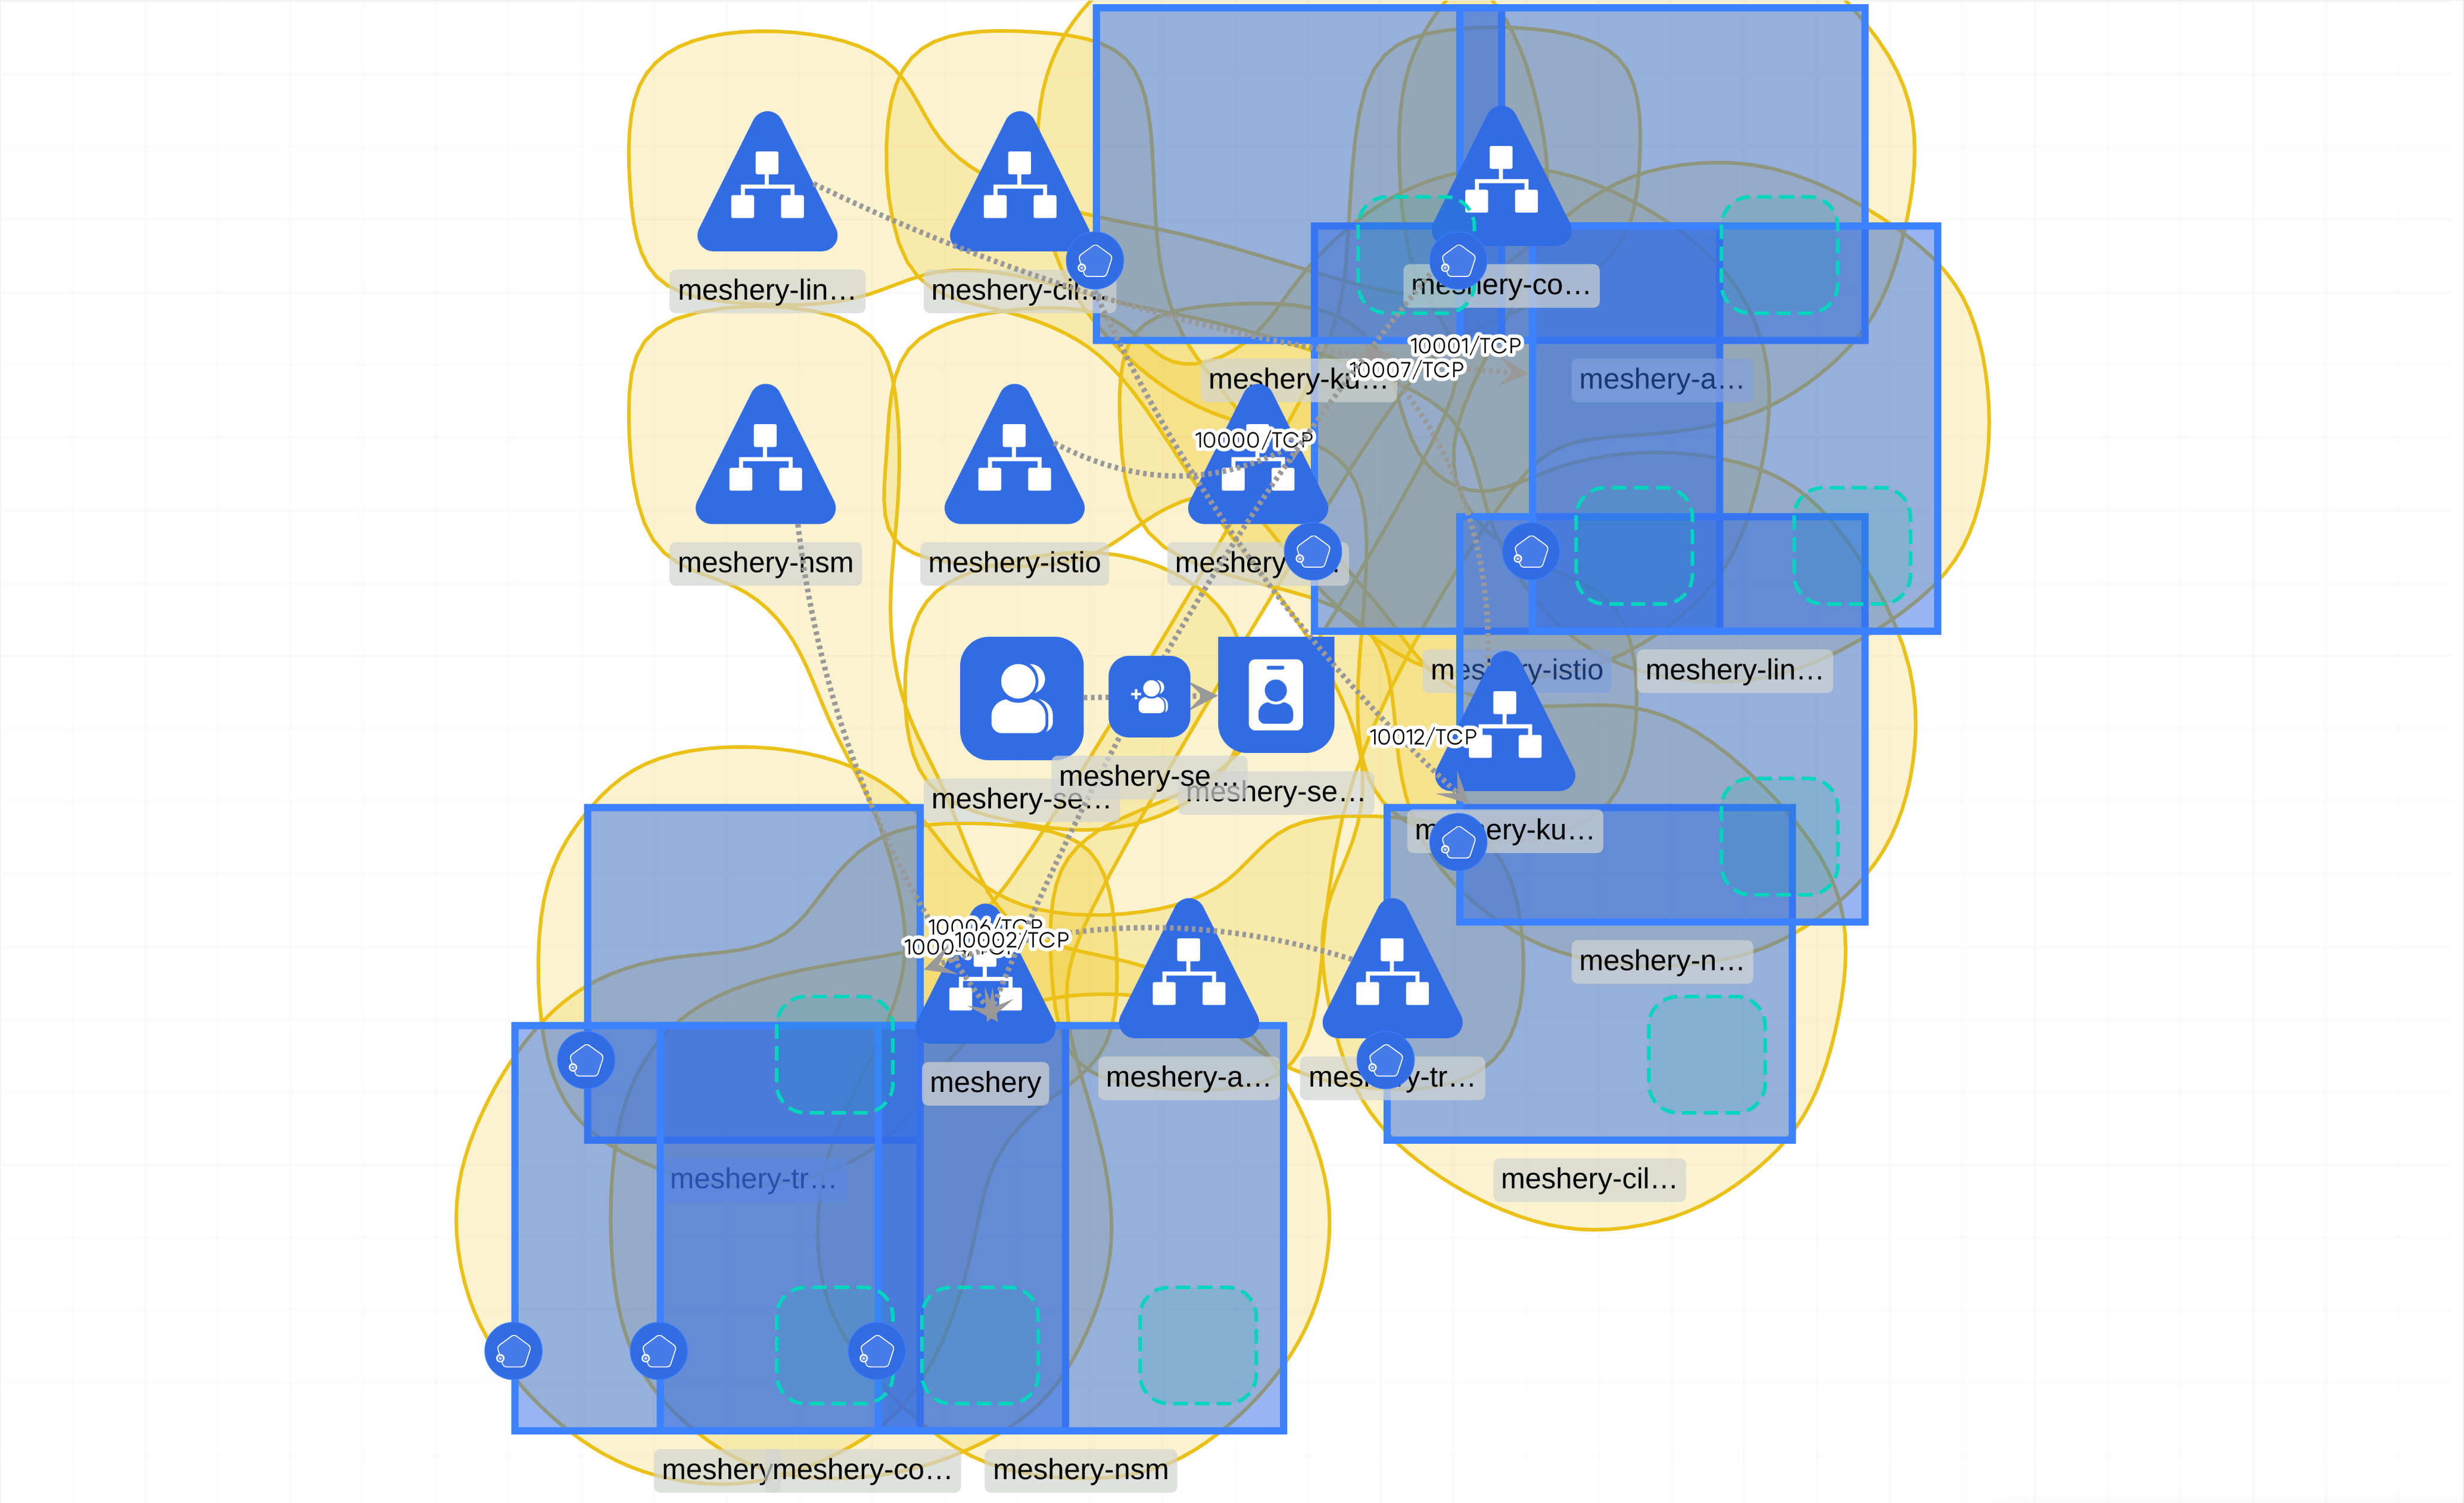 meshery-lin…
meshery-cil…
meshery-co…
10001/TCP
10007/TCP
meshery-ku…
meshery-a…
10000/TCP
meshery-nsm
meshery-istio
meshery-istio
meshery-lin…
10012/TCP
meshery-se…
meshery-se…
meshery-se…
meshery-ku…
10006/TCP
10002/TCP
meshery-n…
meshery
meshery-a…
meshery-tr…
meshery-tr…
meshery-cil…
meshery
meshery-co…
meshery-nsm